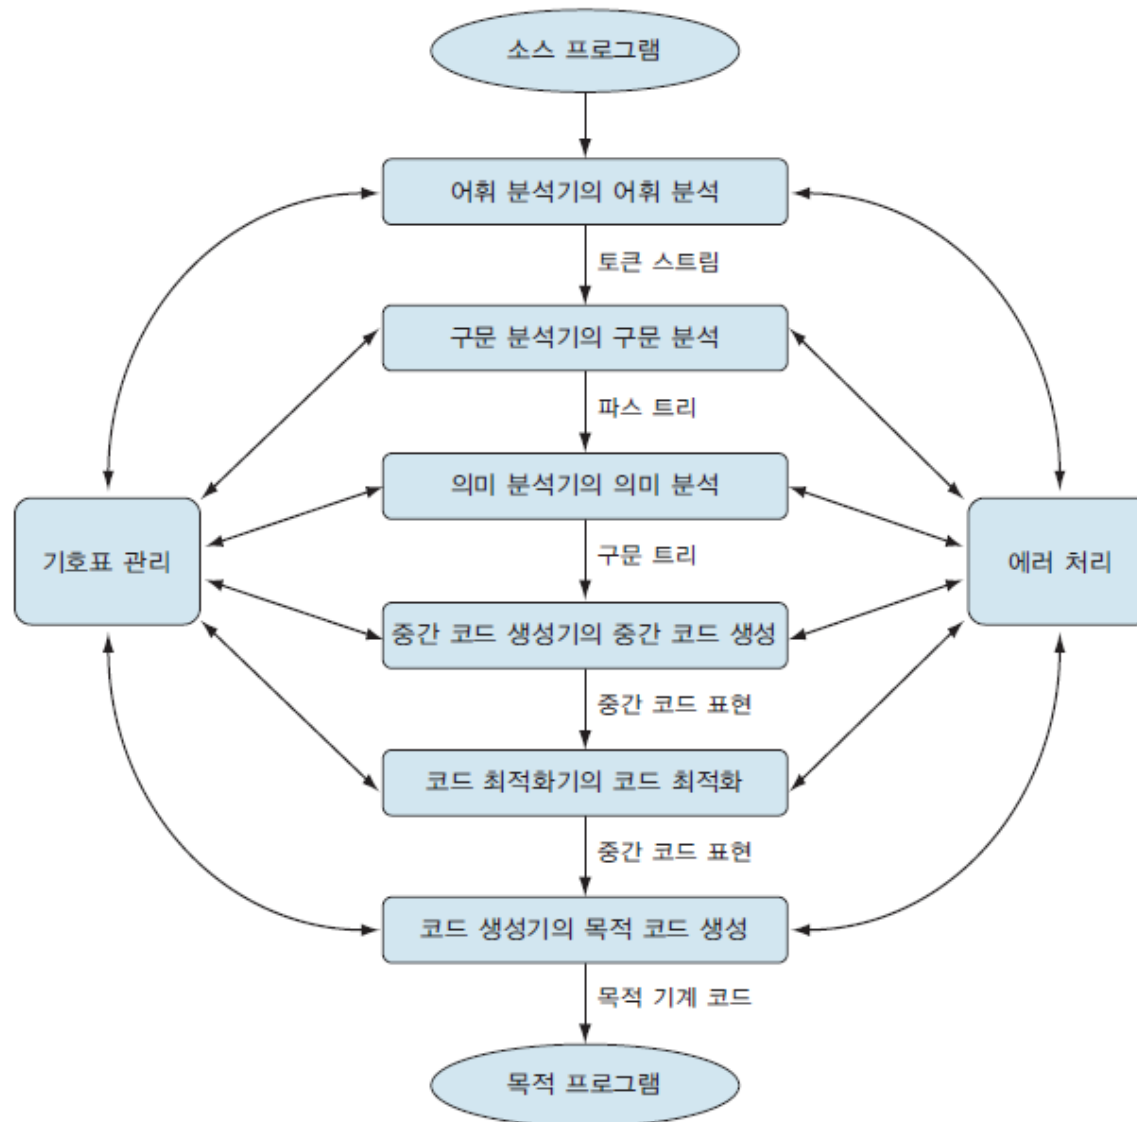 소스 프로그램
어휘 분석기의 어휘 분석
토큰 스트림
구문 분석기의 구문 분석
파스 트리
의미 분석기의 의미 분석
구문 트리
기호표 관리
에러 처리
중간 코드 생성기의 중간 코드 생성
중간 코드 표현
코드 최적화기의 코드 최적화
중간 코드 표현
코드 생성기의 목적 코드 생성
목적 기계 코드
목적 프로그램